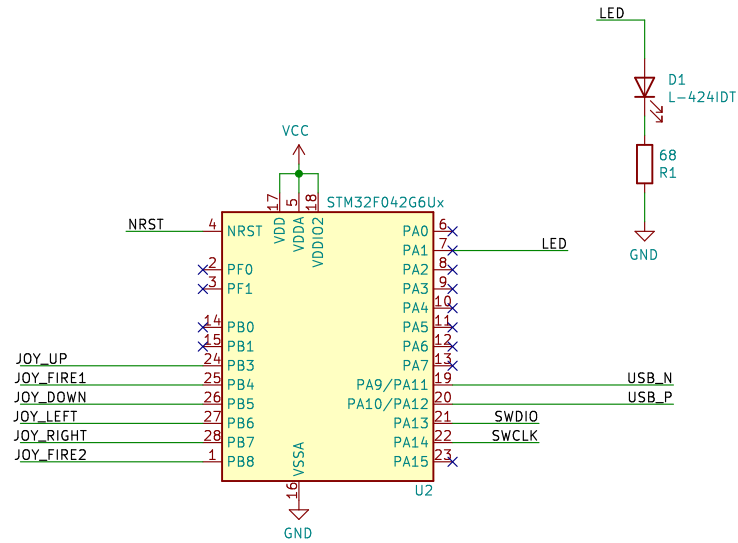 LED
D1
L-424IDT
68
R1
GND
VCC
17
5
18
STM32F042G6Ux
VDD
VDDA
VDDIO2
NRST
4
NRST
PA0
6
PA1
7
LED
2
PF0
PA2
8
3
PF1
PA3
9
PA4
10
14
PB0
PA5
11
15
PB1
PA6
12
JOY_UP
24
PB3
PA7
13
JOY_FIRE1
25
PB4
PA9/PA11
19
USB_N
JOY_DOWN
26
PB5
PA10/PA12
20
USB_P
JOY_LEFT
27
PB6
PA13
21
SWDIO
JOY_RIGHT
28
PB7
PA14
22
SWCLK
JOY_FIRE2
1
PB8
PA15
23
VSSA
16
U2
GND